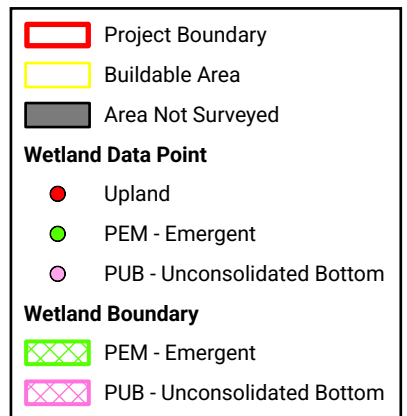 Project Boundary
Buildable Area
Area Not Surveyed
Wetland Data Point
Upland
PEM - Emergent
PUB - Unconsolidated Bottom
Wetland Boundary
PEM - Emergent
PUB - Unconsolidated Bottom